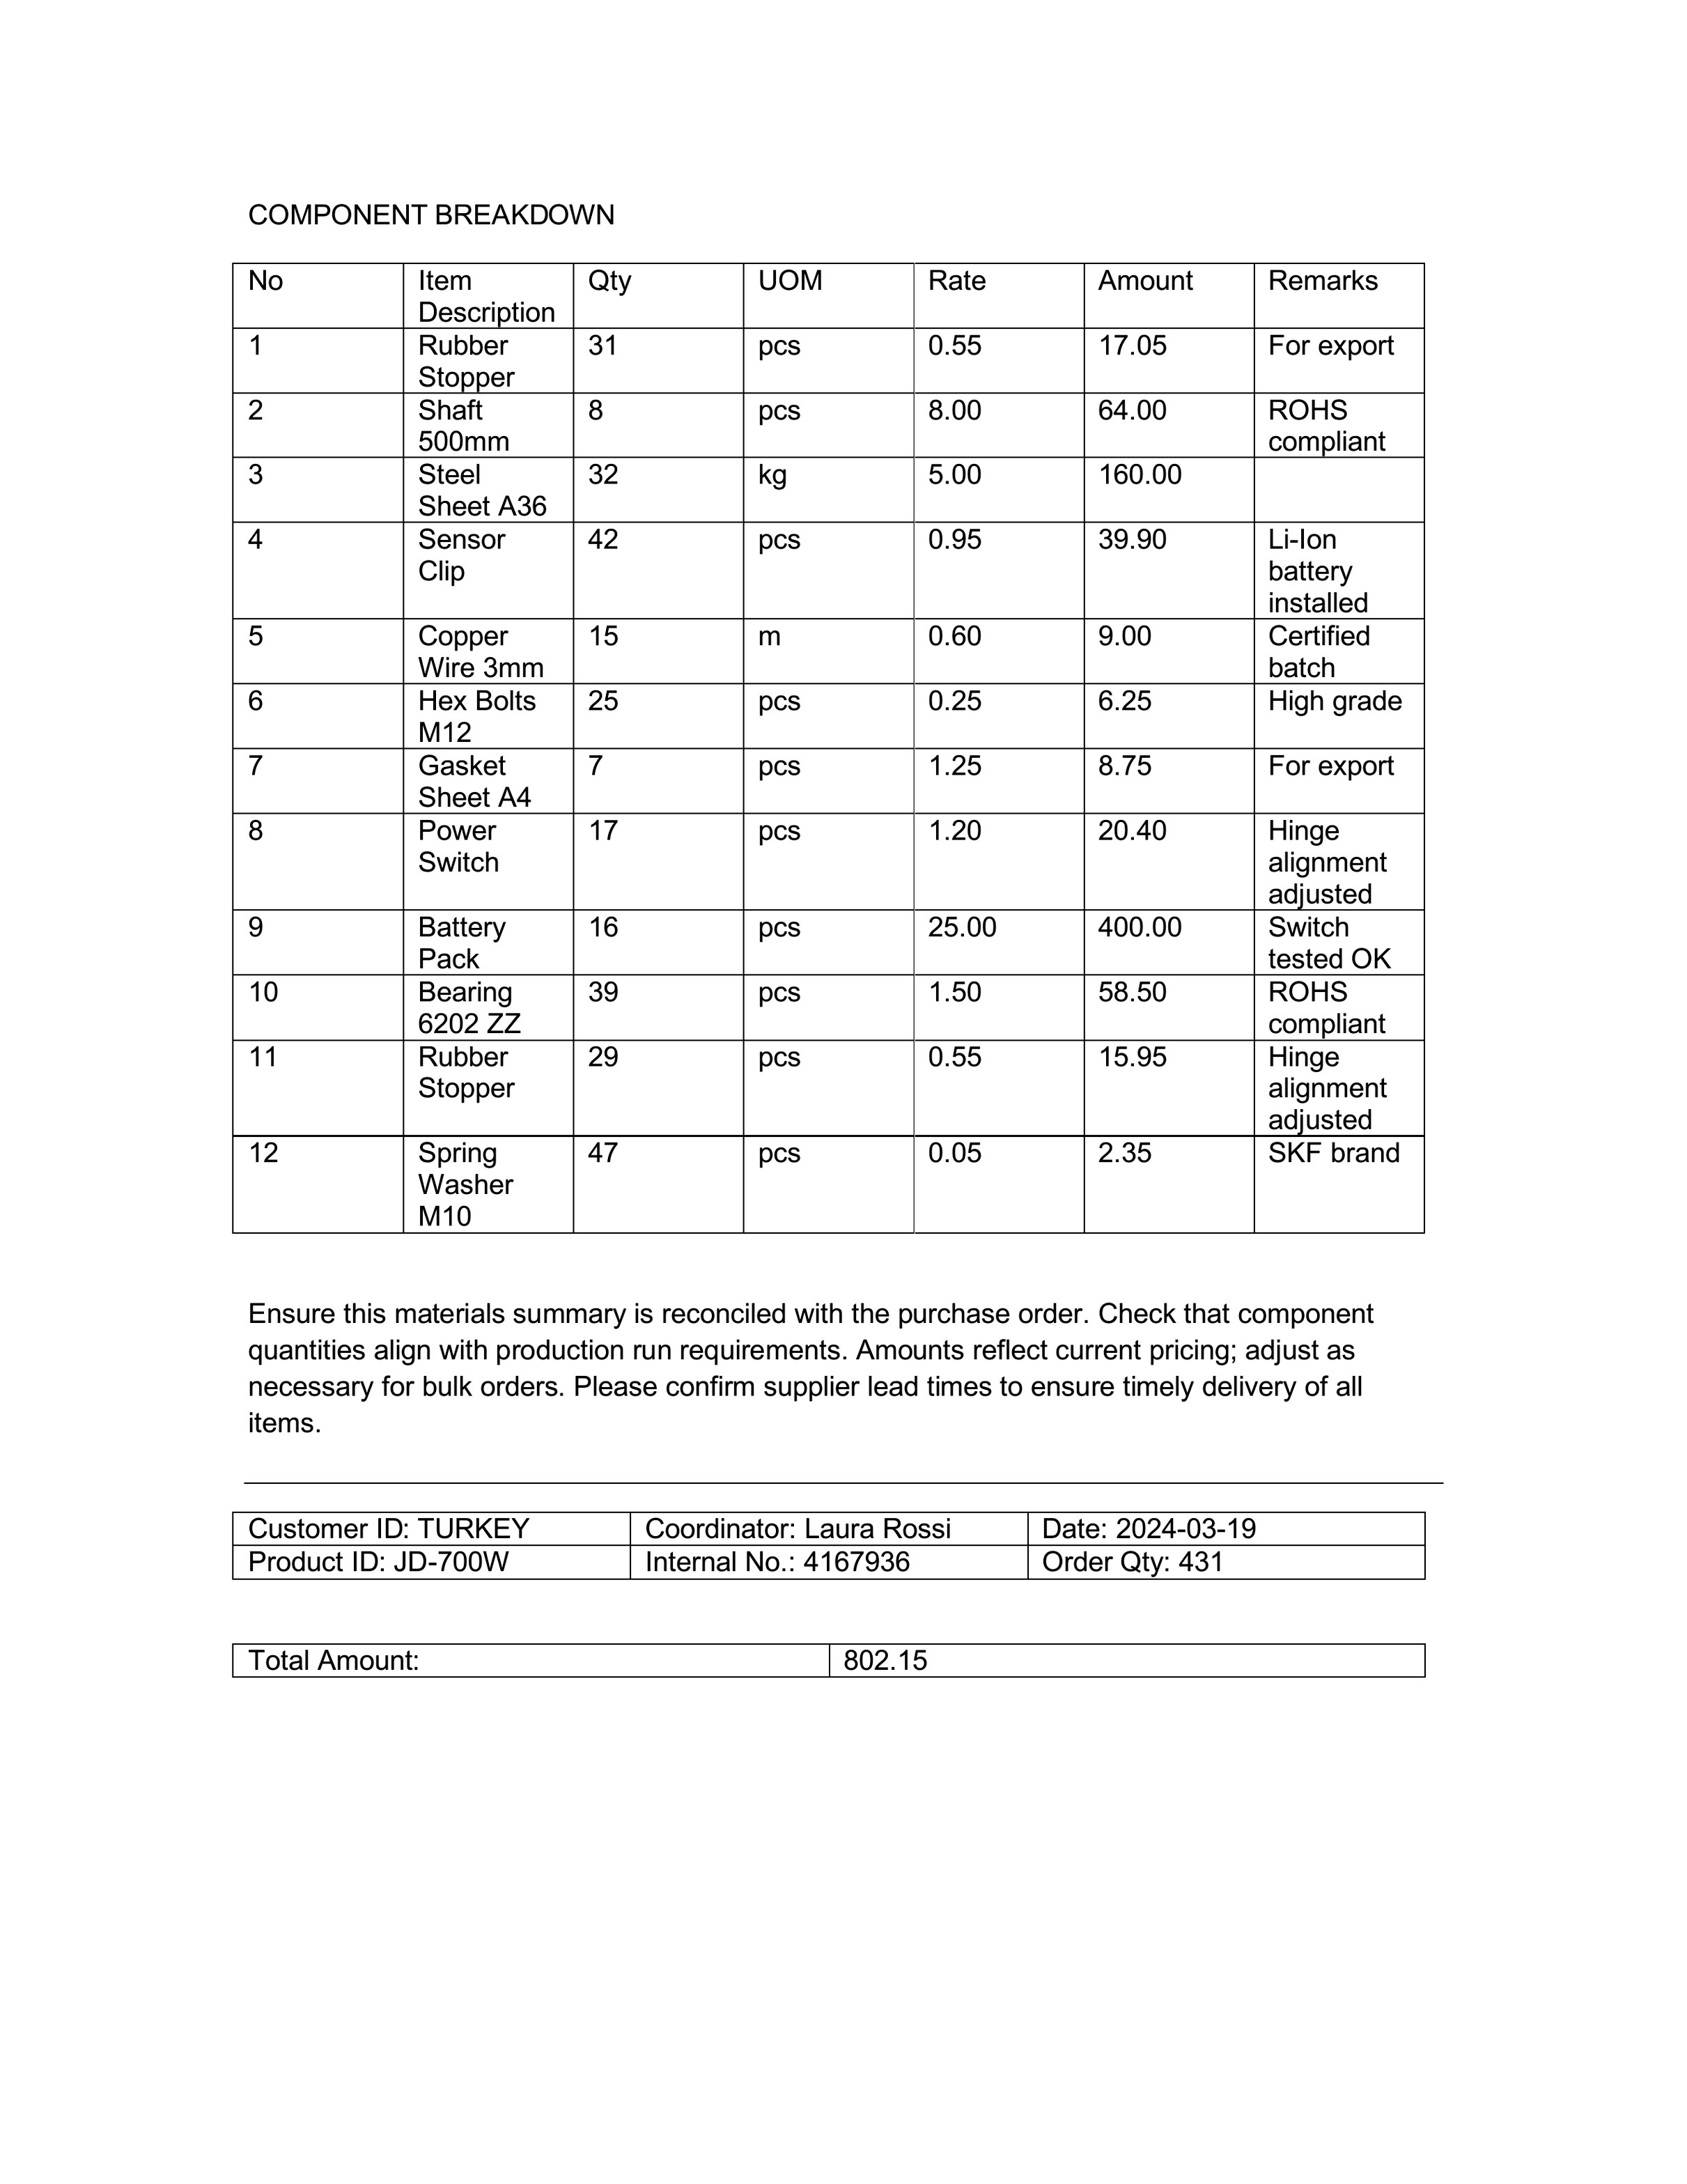 COMPONENT BREAKDOWN
No Item Description Qty UOM Rate Amount Remarks
1 Rubber Stopper 31 pcs 0.55 17.05 For export
2 Shaft 500mm 8 pcs 8.00 64.00 ROHS compliant
3 Steel Sheet A36 32 kg 5.00 160.00
4 Sensor Clip 42 pcs 0.95 39.90 Li-Ion battery installed
5 Copper Wire 3mm 15 m 0.60 9.00 Certified batch
6 Hex Bolts M12 25 pcs 0.25 6.25 High grade
7 Gasket Sheet A4 7 pcs 1.25 8.75 For export
8 Power Switch 17 pcs 1.20 20.40 Hinge alignment adjusted
9 Battery Pack 16 pcs 25.00 400.00 Switch tested OK
10 Bearing 6202 ZZ 39 pcs 1.50 58.50 ROHS compliant
11 Rubber Stopper 29 pcs 0.55 15.95 Hinge alignment adjusted
12 Spring Washer M10 47 pcs 0.05 2.35 SKF brand
Ensure this materials summary is reconciled with the purchase order. Check that component
quantities align with production run requirements. Amounts reflect current pricing; adjust as
necessary for bulk orders. Please confirm supplier lead times to ensure timely delivery of all
items.
Customer ID: TURKEY Coordinator: Laura Rossi Date: 2024-03-19
Product ID: JD-700W Internal No.: 4167936 Order Qty: 431
Total Amount: 802.15